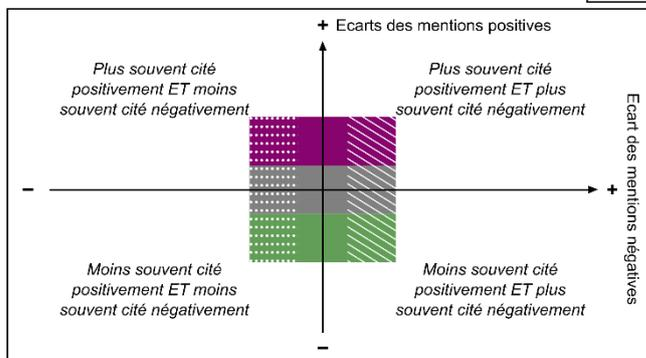 + Ecarts des mentions positives
Plus souvent cité
positivement ET moins
souvent cité négativement
Plus souvent cité
positivement ET plus
souvent cité négativement
Ecart des mentions négatives
– +
Moins souvent cité
positivement ET moins
souvent cité négativement
Moins souvent cité
positivement ET plus
souvent cité négativement
–